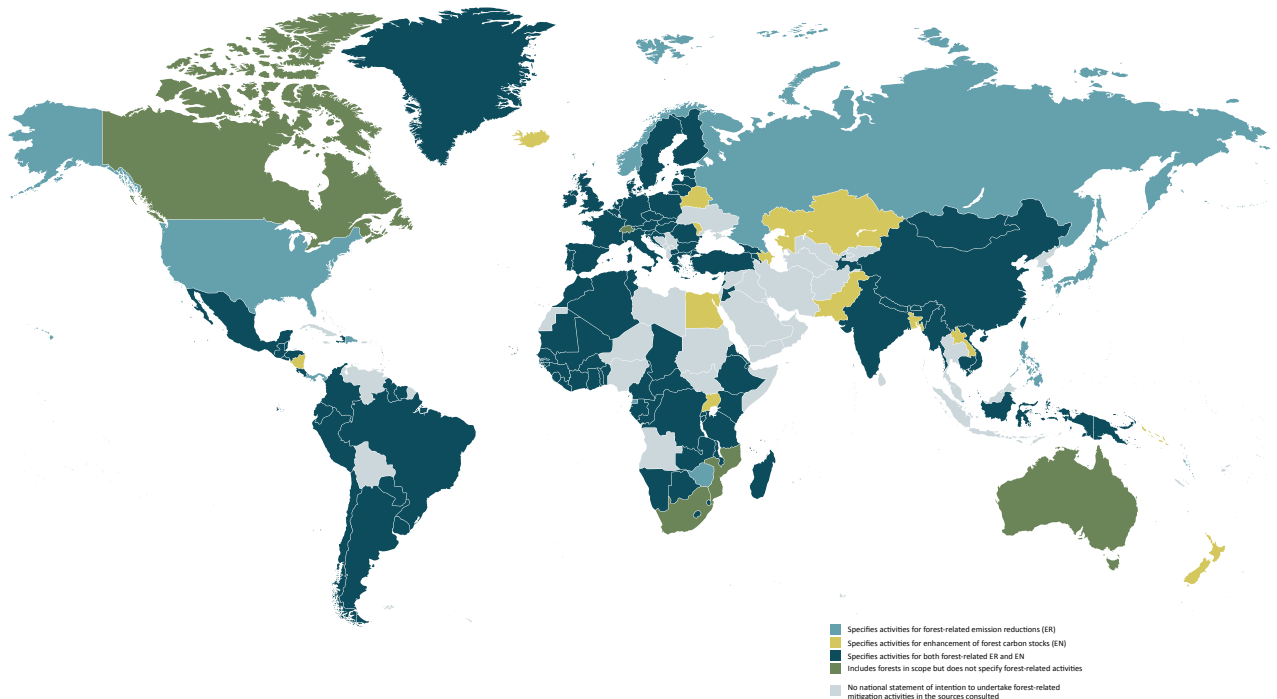 Specifies activities for forest-related emission reductions (ER)
Specifies activities for enhancement of forest carbon stocks (EN)
Specifies activities for both forest-related ER and EN
Includes forests in scope but does not specify forest-related activities
No national statement of intention to undertake forest-related
mitigation activities in the sources consulted